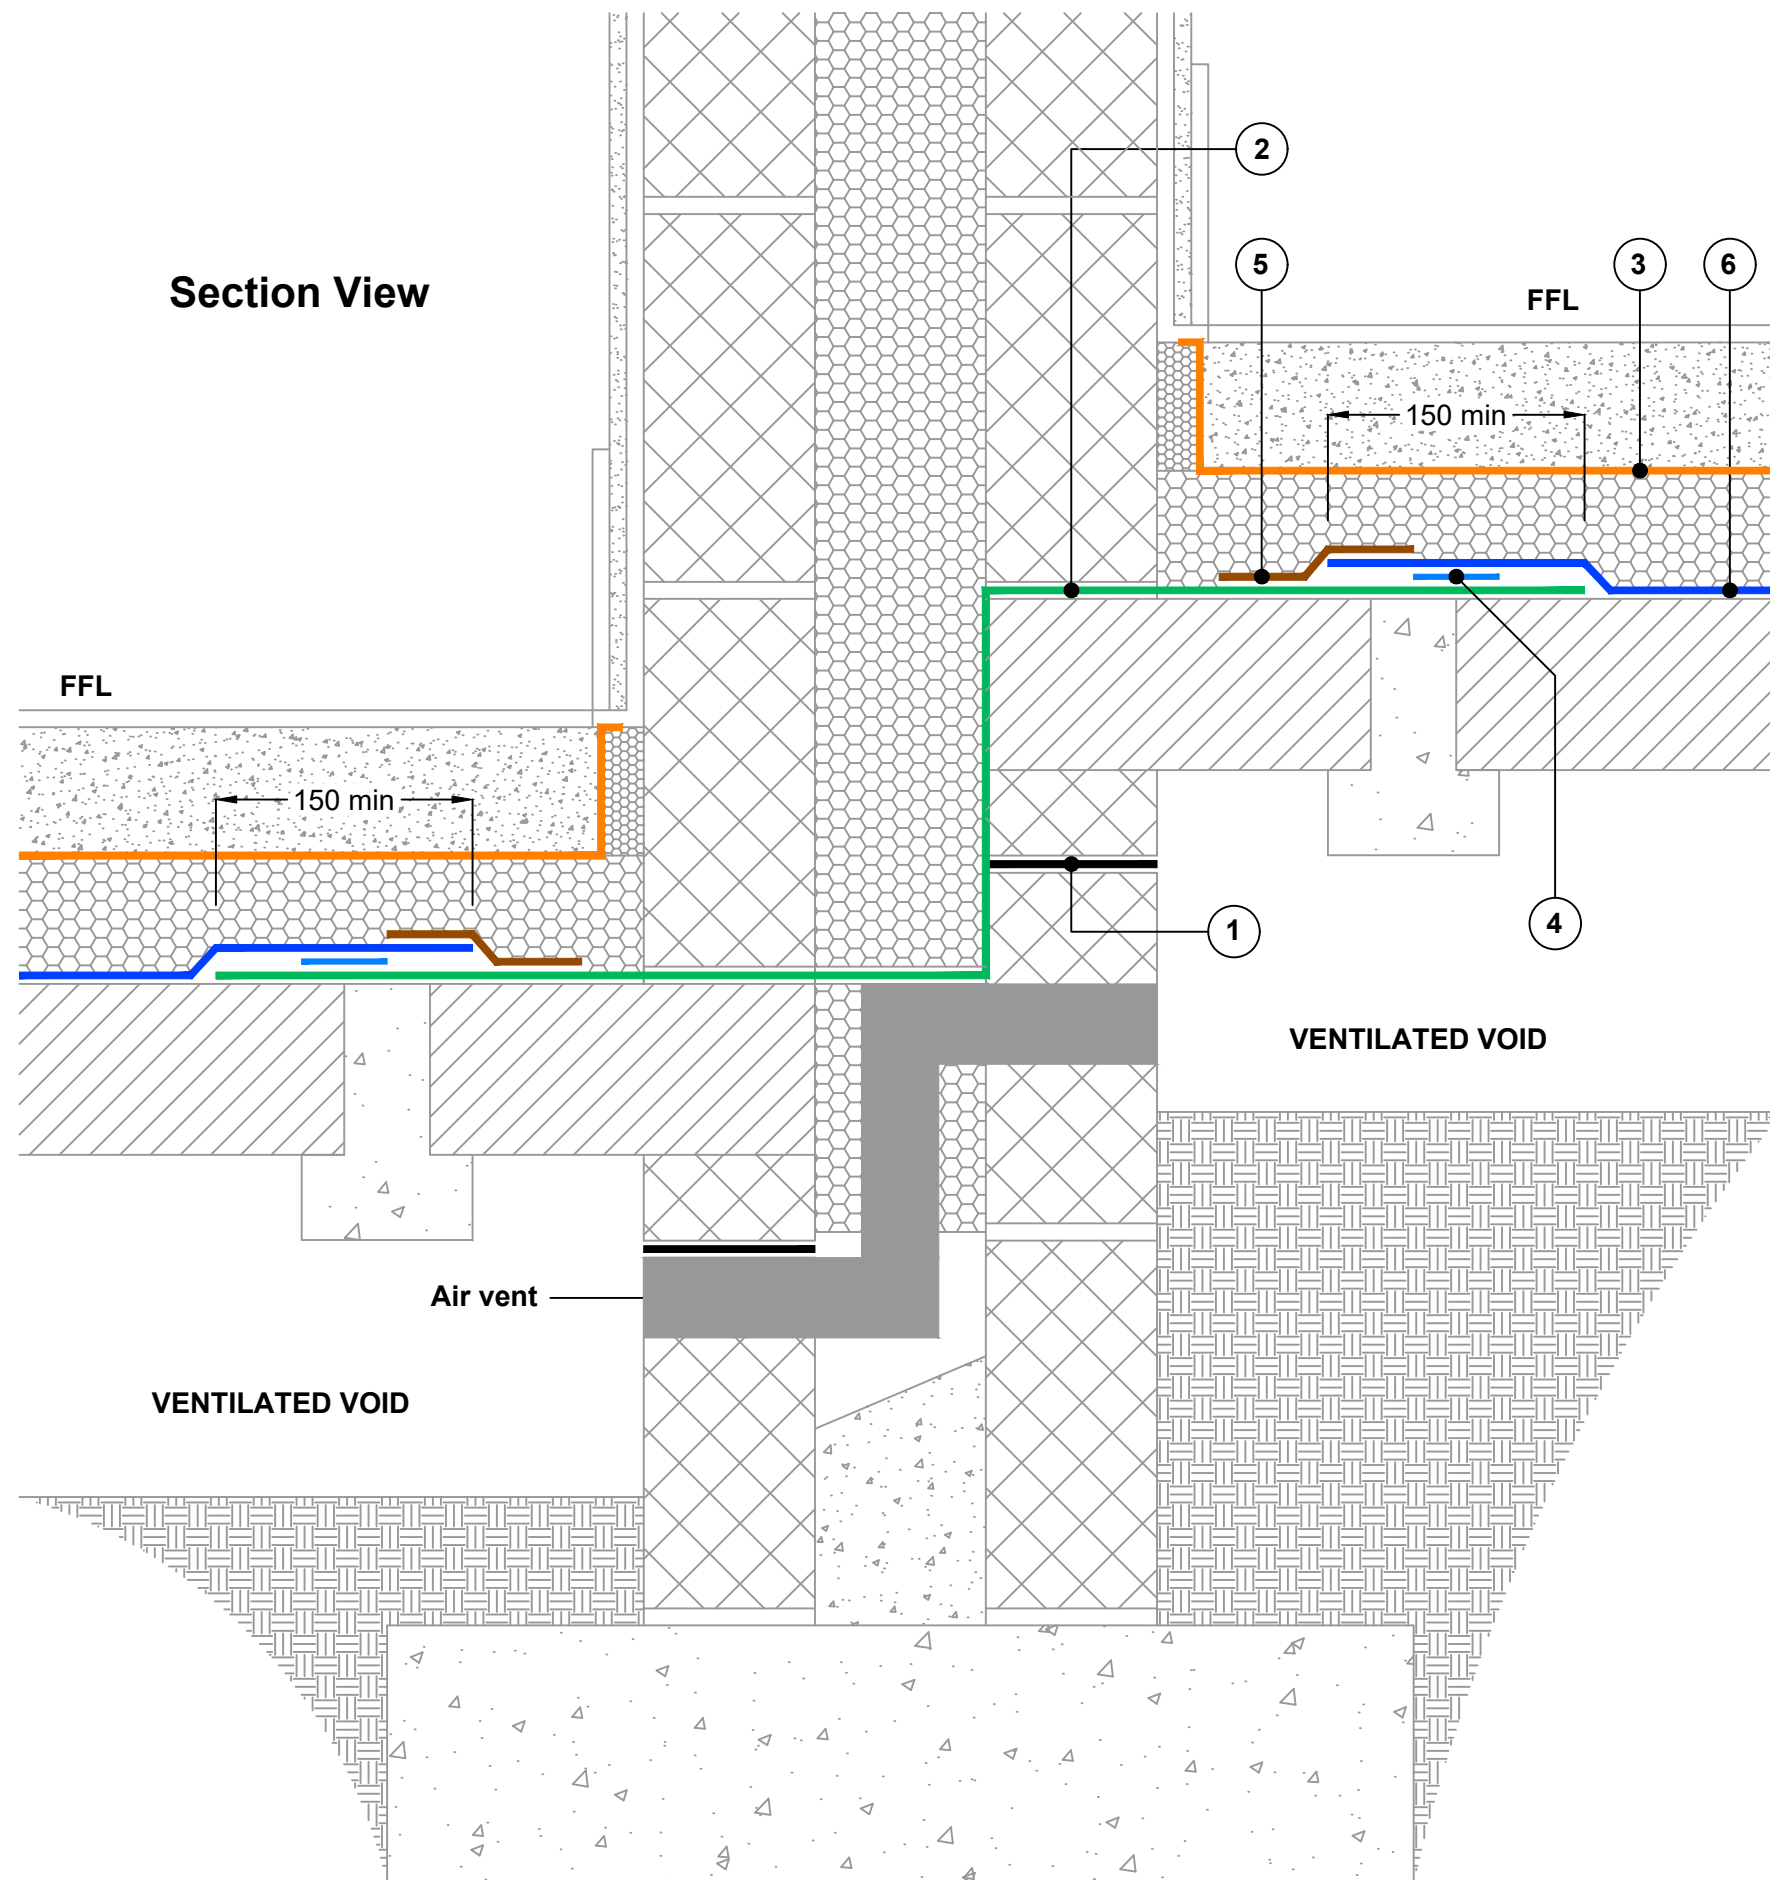 2
5
3
6
Section View
FFL
150 min
FFL
150 min
1
4
VENTILATED VOID
Air vent
VENTILATED VOID